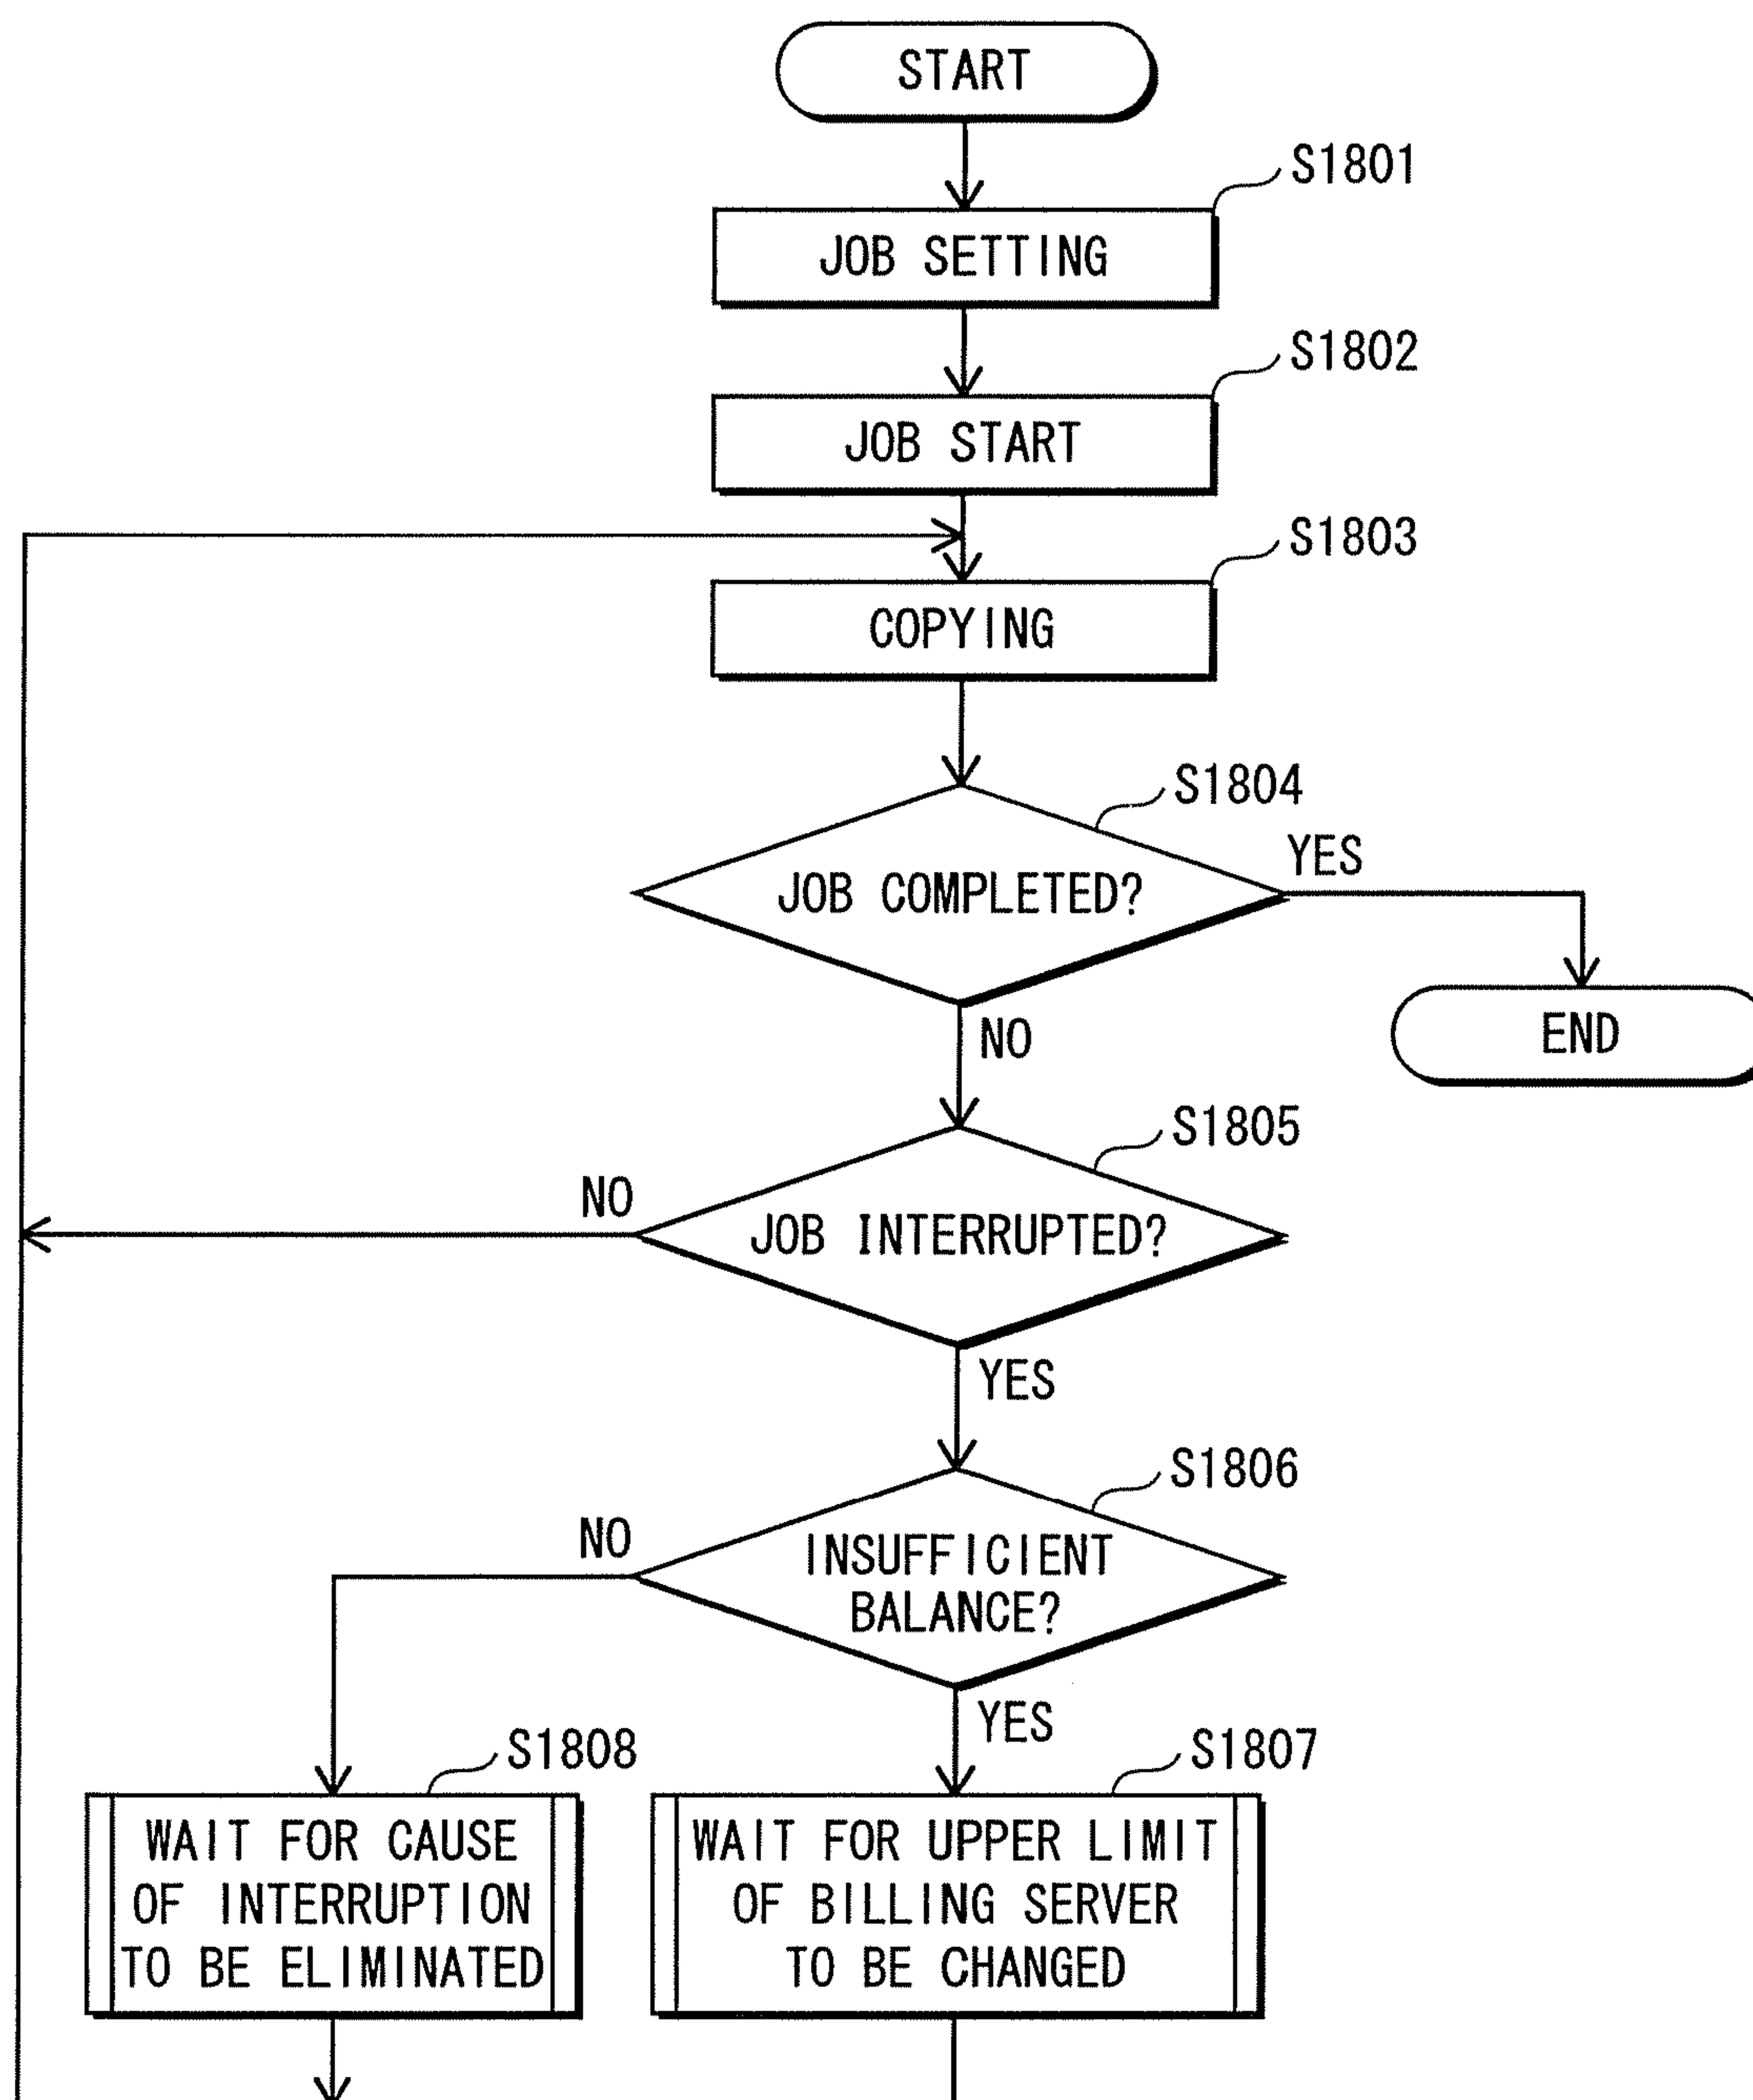 START
S1801
JOB SETTING
S1802
JOB START
S1803
COPYING
S1804
YES
JOB COMPLETED?
END
NO
S1805
NO
JOB INTERRUPTED?
YES
S1806
NO
INSUFFICIENT
BALANCE?
YES
S1808
WAIT FOR CAUSE
OF INTERRUPTION
TO BE ELIMINATED
S1807
WAIT FOR UPPER LIMIT
OF BILLING SERVER
TO BE CHANGED